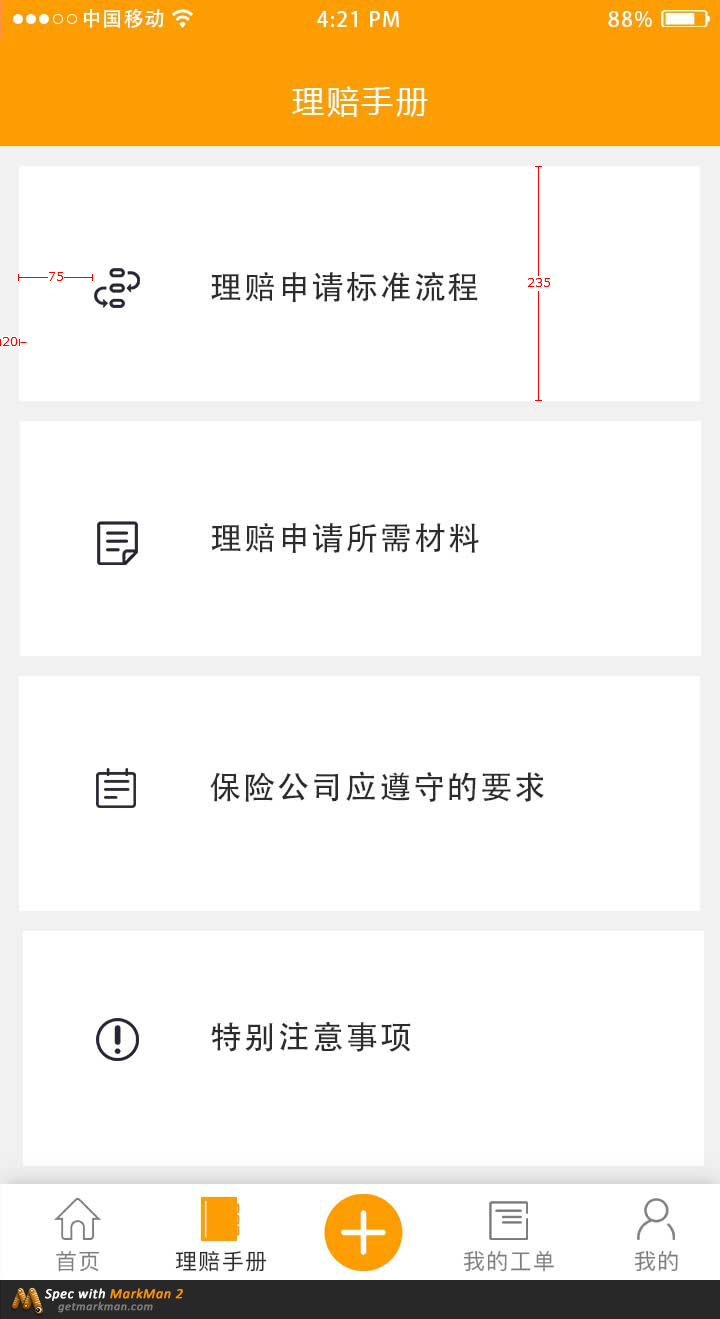 中国移动 4:21 PM 88%
理赔手册
75
理赔申请标准流程
235
20
理赔申请所需材料
保险公司应遵守的要求
特别注意事项
首页 理赔手册 我的工单 我的
Spec with MarkMan 2
getmarkman.com